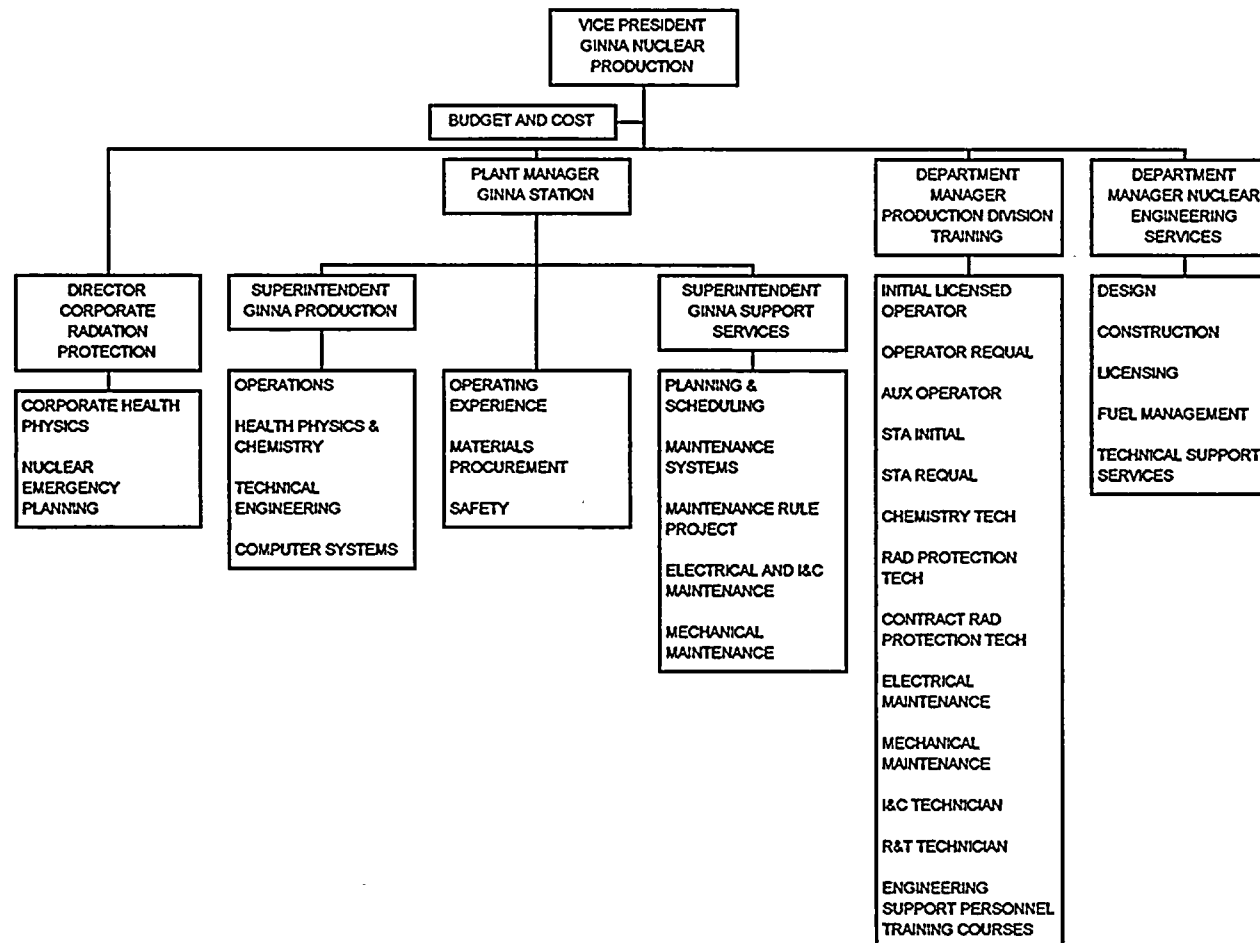 VICE PRESIDENT
GINNA NUCLEAR
PRODUCTION
BUDGET AND COST
PLANT MANAGER
GINNA STATION
DEPARTMENT
MANAGER
PRODUCTION DIVISION
TRAINING
DEPARTMENT
MANAGER NUCLEAR
ENGINEERING
SERVICES
DIRECTOR
CORPORATE
RADIATION
PROTECTION
SUPERINTENDENT
GINNA PRODUCTION
SUPERINTENDENT
GINNA SUPPORT
SERVICES
CORPORATE HEALTH
PHYSICS
NUCLEAR
EMERGENCY
PLANNING
OPERATIONS
HEALTH PHYSICS &
CHEMISTRY
TECHNICAL
ENGINEERING
COMPUTER SYSTEMS
OPERATING
EXPERIENCE
MATERIALS
PROCUREMENT
SAFETY
PLANNING &
SCHEDULING
MAINTENANCE
SYSTEMS
MAINTENANCE RULE
PROJECT
ELECTRICAL AND I&C
MAINTENANCE
MECHANICAL
MAINTENANCE
INITIAL LICENSED
OPERATOR
OPERATOR REQUAL
AUX OPERATOR
STA INITIAL
STA REQUAL
CHEMISTRY TECH
RAD PROTECTION
TECH
CONTRACT RAD
PROTECTION TECH
ELECTRICAL
MAINTENANCE
MECHANICAL
MAINTENANCE
I&C TECHNICIAN
R&T TECHNICIAN
ENGINEERING
SUPPORT PERSONNEL
TRAINING COURSES
DESIGN
CONSTRUCTION
LICENSING
FUEL MANAGEMENT
TECHNICAL SUPPORT
SERVICES